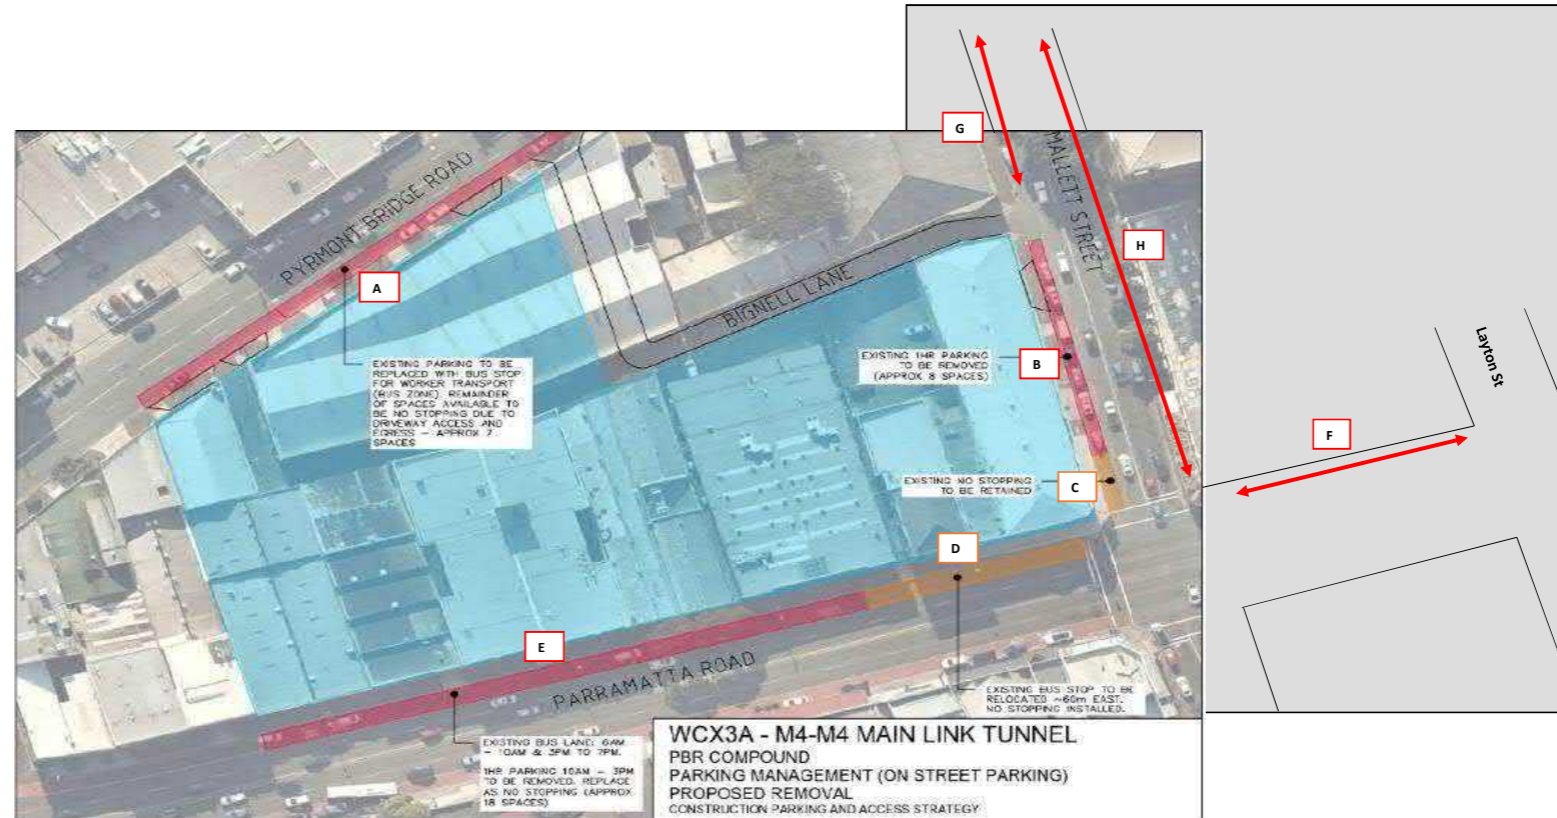 G
MALLETT STREET
PYRMONT BRIDGE ROAD
A
H
BIGNELL LANE
EXISTING PARKING TO BE
REPLACED WITH BUS STOP
FOR WORKER TRANSPORT
(BUS ZONE). REMAINDER
OF SPACES AVAILABLE TO
BE NO STOPPING DUE TO
DRIVEWAY ACCESS AND
EGRESS – APPROX 7
SPACES
EXISTING 1HR PARKING
TO BE REMOVED
(APPROX 8 SPACES)
B
Layton St
F
EXISTING NO STOPPING
TO BE RETAINED
C
D
E
PARRAMATTA ROAD
EXISTING BUS STOP TO BE
RELOCATED ~60m EAST.
NO STOPPING INSTALLED.
EXISTING BUS LANE: 6AM
– 10AM & 3PM TO 7PM.
1HR PARKING 10AM – 3PM
TO BE REMOVED. REPLACE
AS NO STOPPING (APPROX
18 SPACES)
WCX3A - M4-M4 MAIN LINK TUNNEL
PBR COMPOUND
PARKING MANAGEMENT (ON STREET PARKING)
PROPOSED REMOVAL
CONSTRUCTION PARKING AND ACCESS STRATEGY